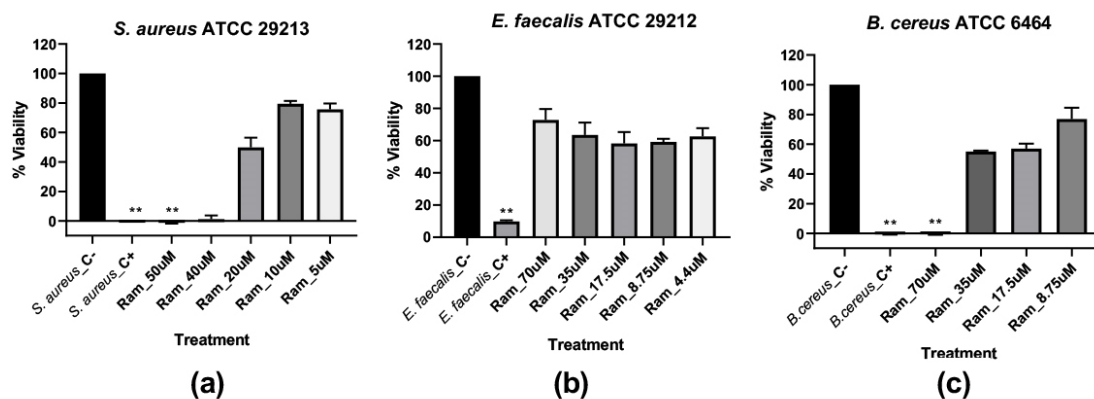 S. aureus ATCC 29213
120
100
80
60
40
20
0
% Viability
**
**
S. aureus_C-
S. aureus_C+
Ram_50uM
Ram_40uM
Ram_20uM
Ram_10uM
Ram_5uM
Treatment
(a)
E. faecalis ATCC 29212
120
100
80
60
40
20
0
% Viability
**
E. faecalis_C-
E. faecalis_C+
Ram_70uM
Ram_35uM
Ram_17.5uM
Ram_8.75uM
Ram_4.4uM
Treatment
(b)
B. cereus ATCC 6464
120
100
80
60
40
20
0
% Viability
**
**
B.cereus_C-
B.cereus_C+
Ram_70uM
Ram_35uM
Ram_17.5uM
Ram_8.75uM
Treatment
(c)